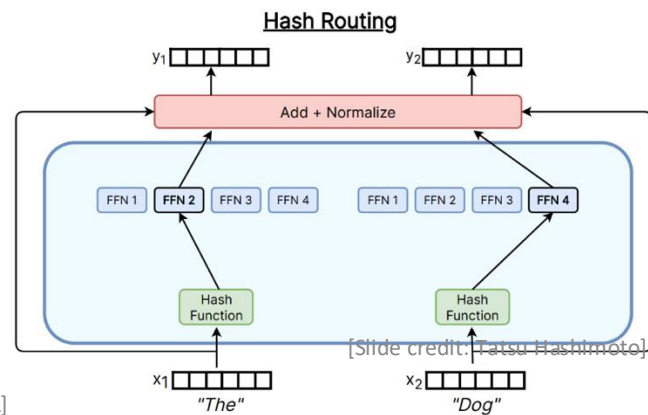 Hash Routing
y1 y2
Add + Normalize
FFN 1 FFN 2 FFN 3 FFN 4 FFN 1 FFN 2 FFN 3 FFN 4
Hash Function Hash Function
[Slide credit: Tatsu Hashimoto]
x1 x2
"The" "Dog"
]